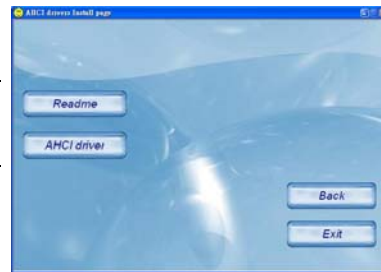 AHCI drivers Install page
Readme
AHCI driver
Back
Exit